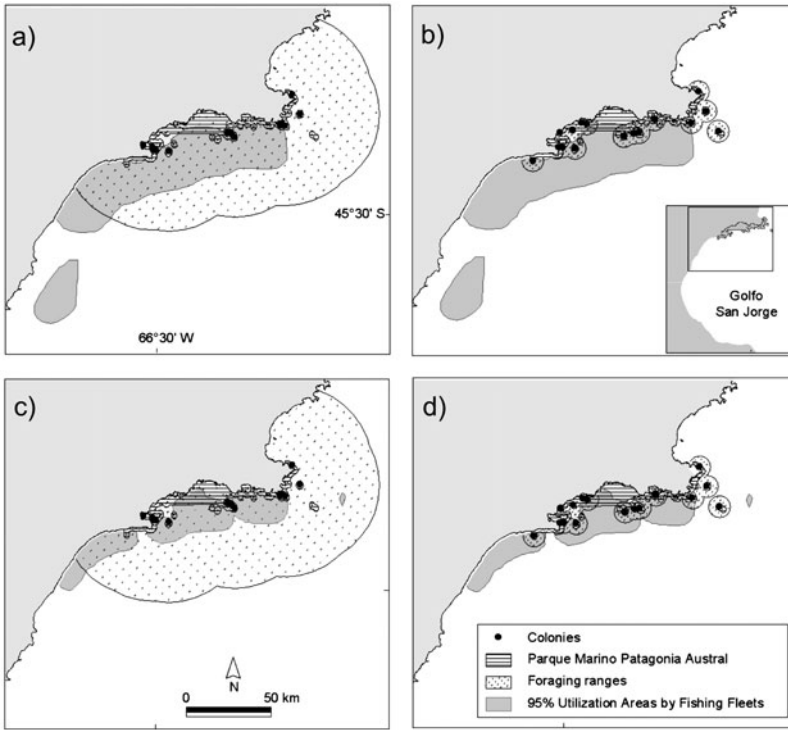 a)
b)
45°30' S
66°30' W
Golfo
San Jorge
c)
d)
N
0 50 km
Colonies
Parque Marino Patagonia Austral
Foraging ranges
95% Utilization Areas by Fishing Fleets